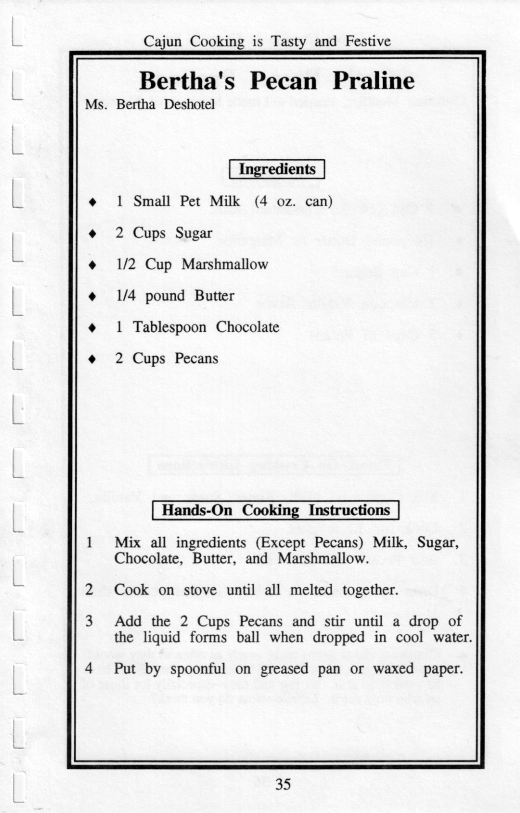 Cajun Cooking is Tasty and Festive
Bertha's Pecan Praline
Ms. Bertha Deshotel
Ingredients
♦ 1 Small Pet Milk (4 oz. can)
♦ 2 Cups Sugar
♦ 1/2 Cup Marshmallow
♦ 1/4 pound Butter
♦ 1 Tablespoon Chocolate
♦ 2 Cups Pecans
Hands-On Cooking Instructions
1 Mix all ingredients (Except Pecans) Milk, Sugar,
Chocolate, Butter, and Marshmallow.
2 Cook on stove until all melted together.
3 Add the 2 Cups Pecans and stir until a drop of
the liquid forms ball when dropped in cool water.
4 Put by spoonful on greased pan or waxed paper.
35